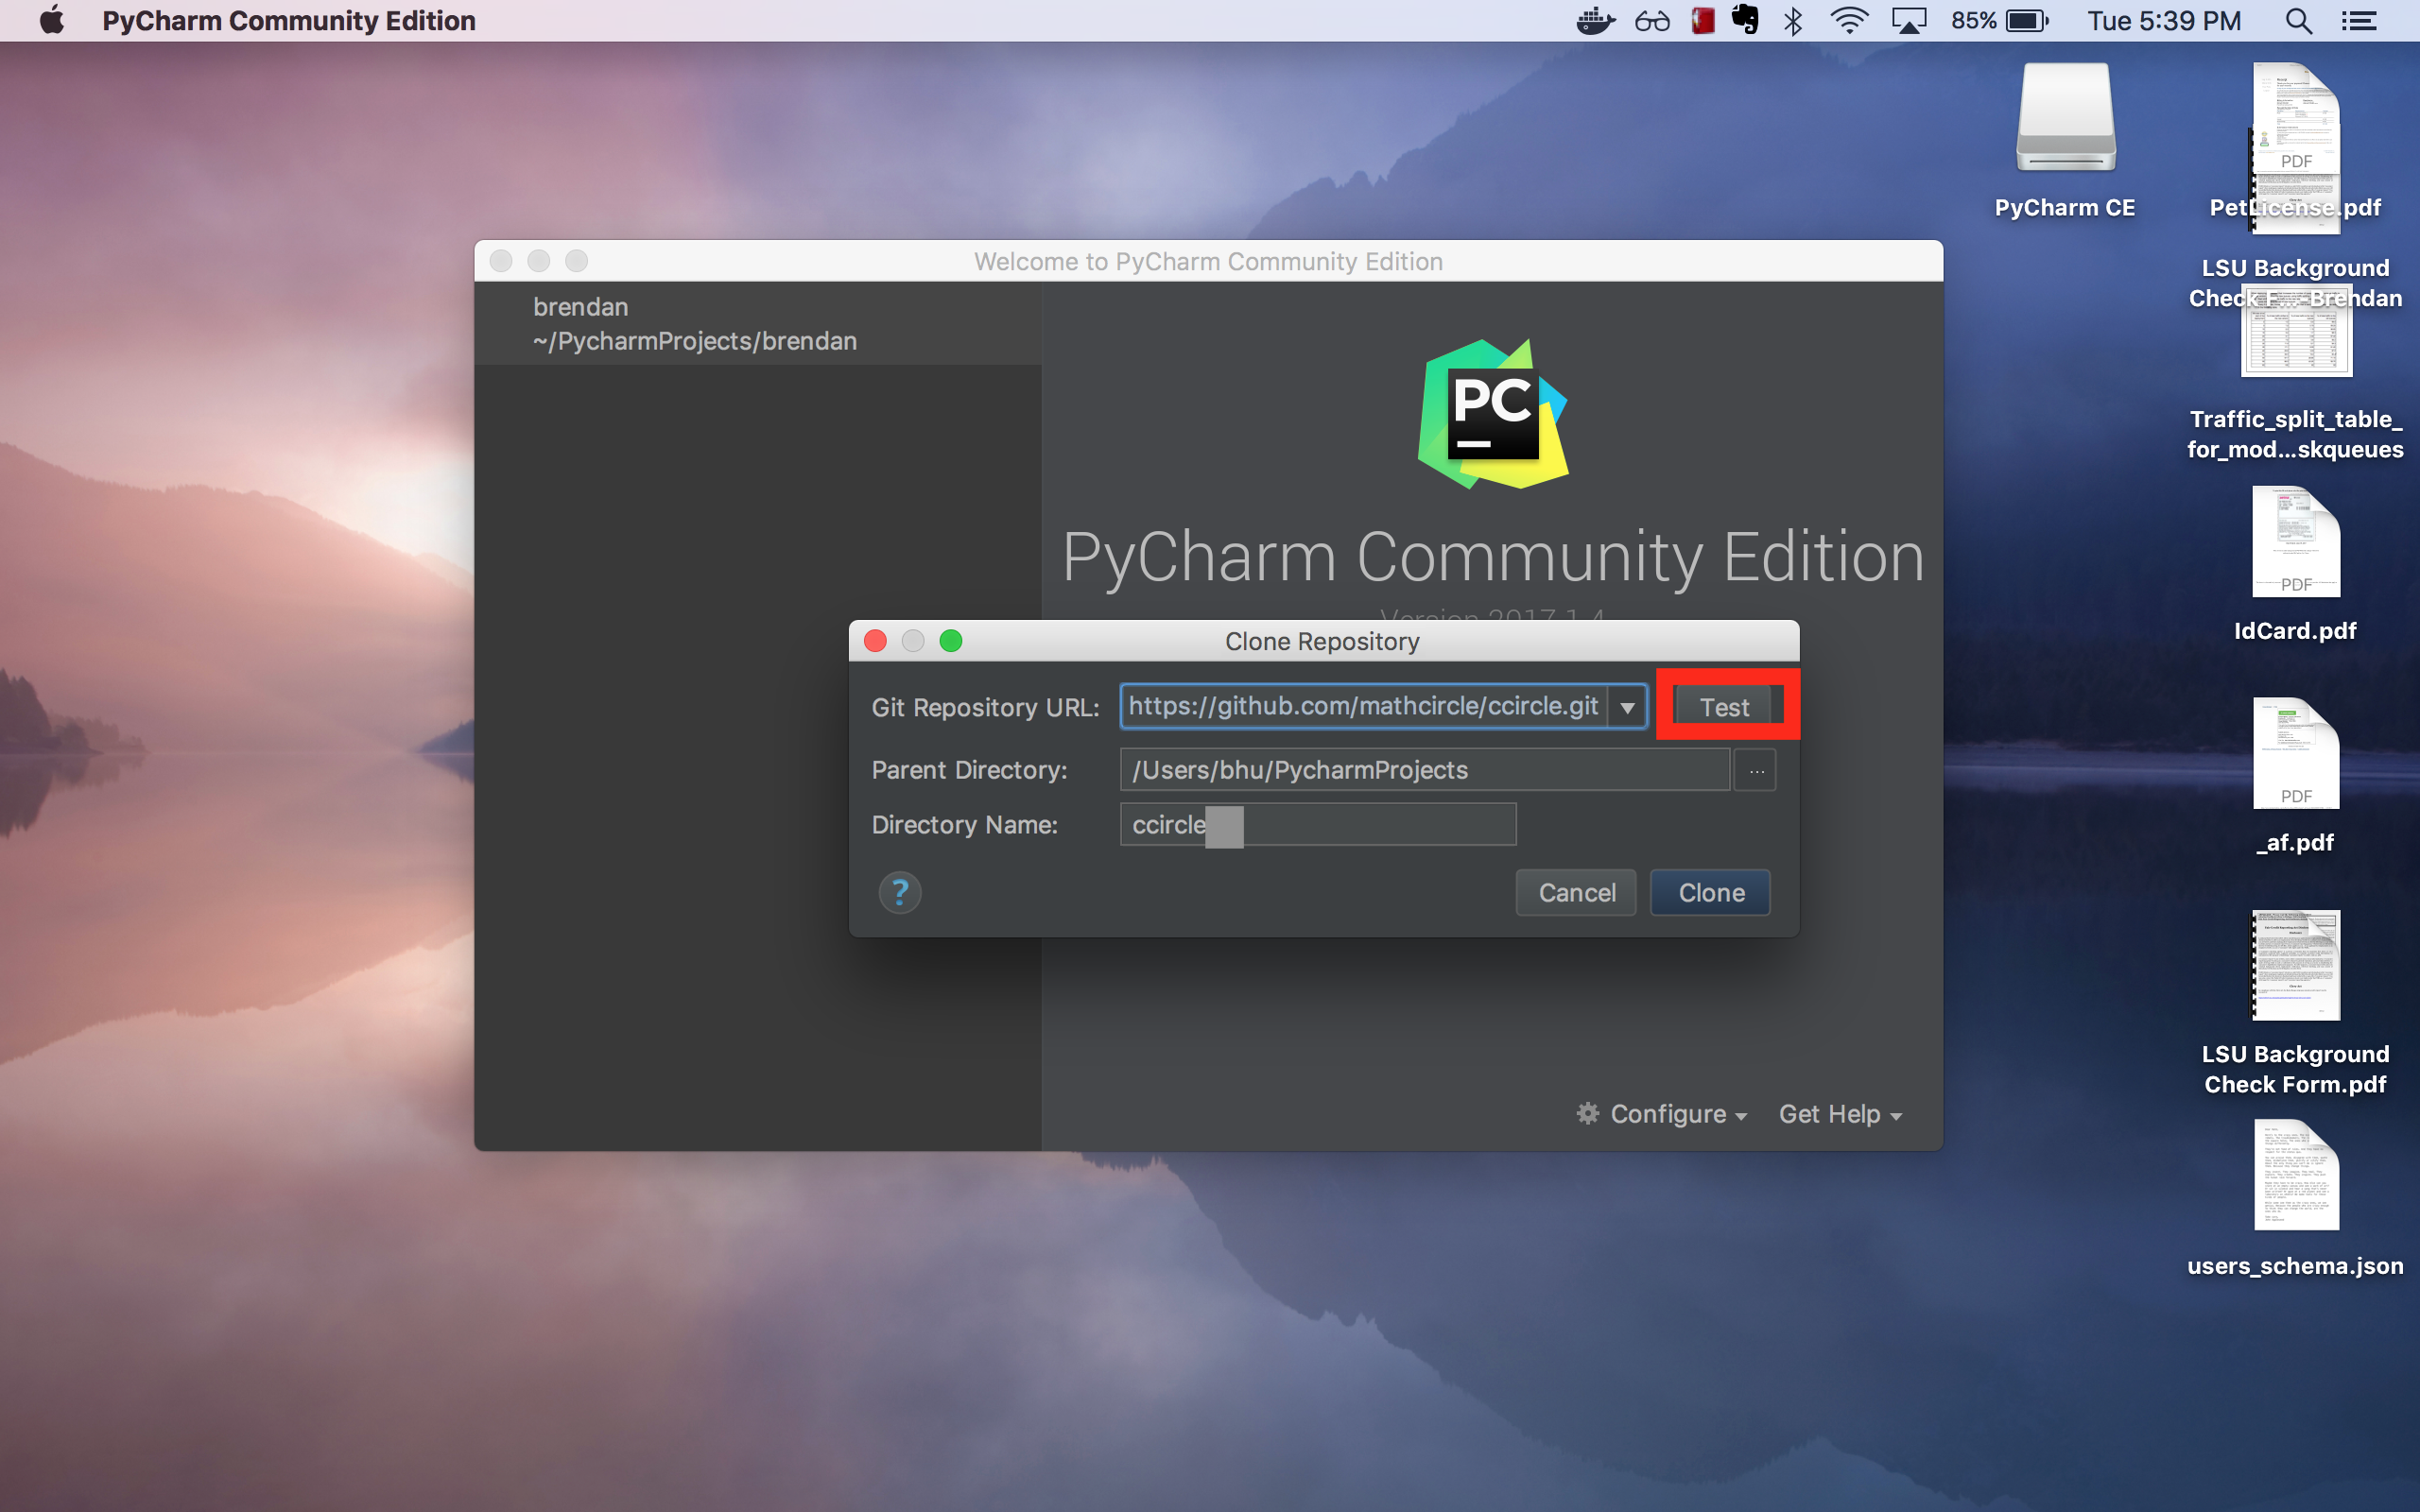 PyCharm Community Edition
85%
Tue 5:39 PM
PyCharm CE
PDF
PetLicense.pdf
LSU Background
Check F...-Brendan
Traffic_split_table_
for_mod...skqueues
PDF
IdCard.pdf
PDF
_af.pdf
LSU Background
Check Form.pdf
users_schema.json
Welcome to PyCharm Community Edition
brendan
~/PycharmProjects/brendan
PC
PyCharm Community Edition
Version 2017.1.4
Clone Repository
Git Repository URL: https://github.com/mathcircle/ccircle.git Test
Parent Directory: /Users/bhu/PycharmProjects ...
Directory Name: ccircle
? Cancel Clone
Configure Get Help